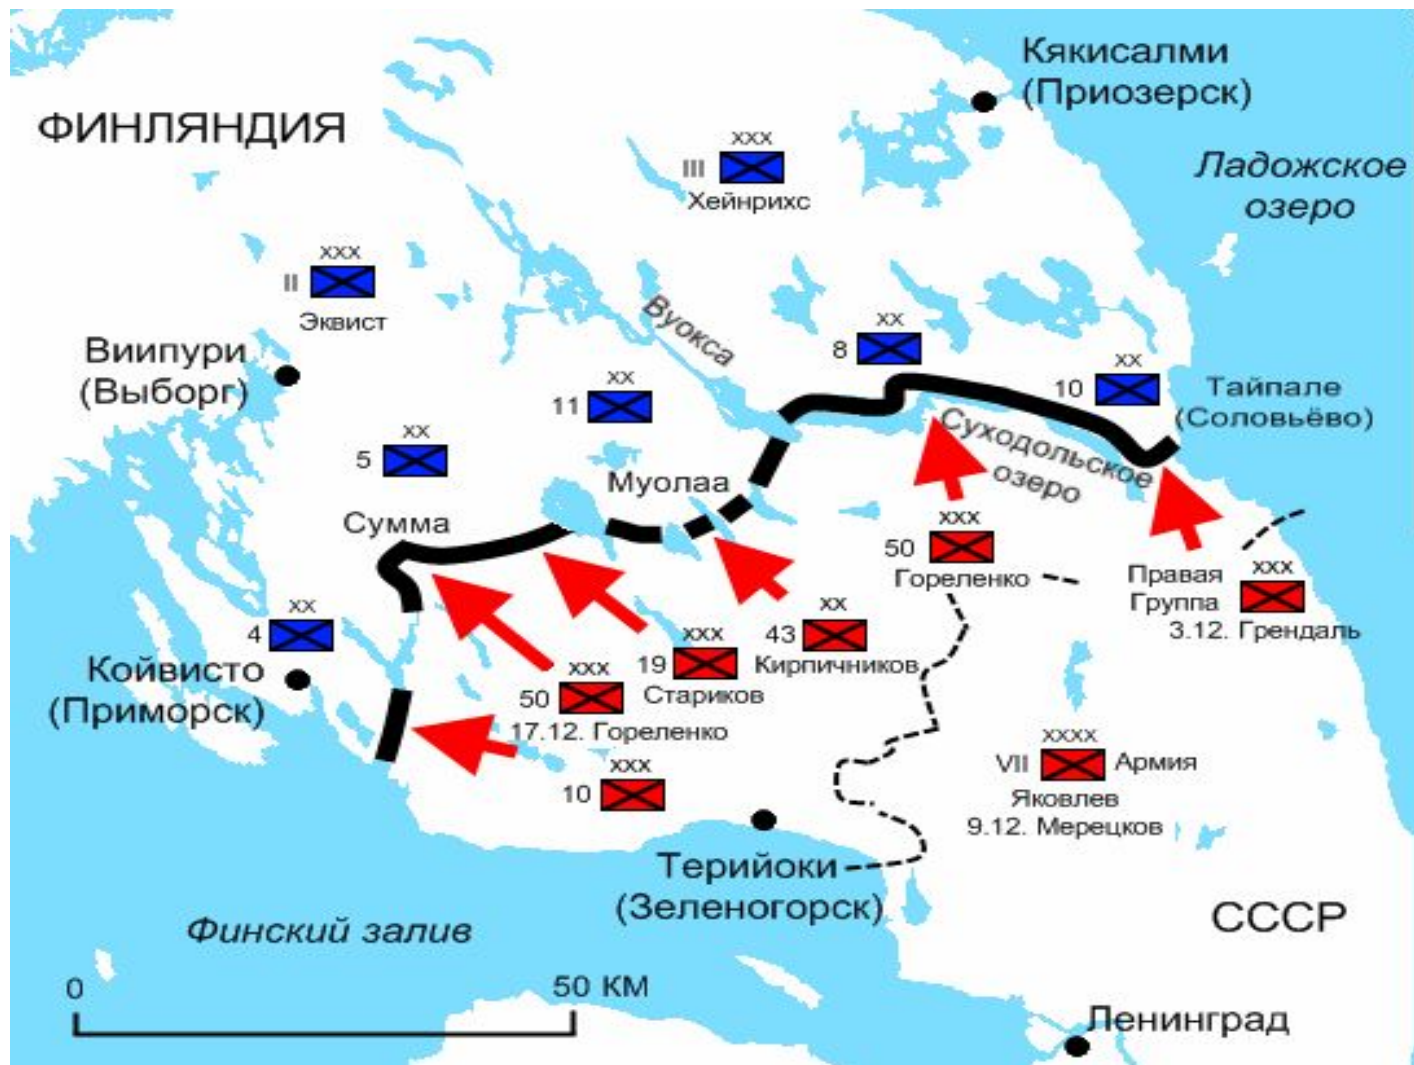 Кякисалми
(Приозерск)
ФИНЛЯНДИЯ
xxx
III
Хейнрихс
Ладожское
озеро
xxx
II
Эквист
Вуокса
Виипури
(Выборг)
xx
8
xx
10
Тайпале
(Соловьёво)
xx
11
xx
5
Суходольское
озеро
Муолаа
Сумма
xxx
50
Гореленко
Правая
Группа
xxx
3.12. Грендаль
xx
4
Койвисто
(Приморск)
xx
43
Кирпичников
xxx
19
Стариков
xxx
50
17.12. Гореленко
xxx
10
xxxx
VII
Армия
Яковлев
9.12. Мерецков
Терийоки
(Зеленогорск)
СССР
Финский залив
0
50 КМ
Ленинград